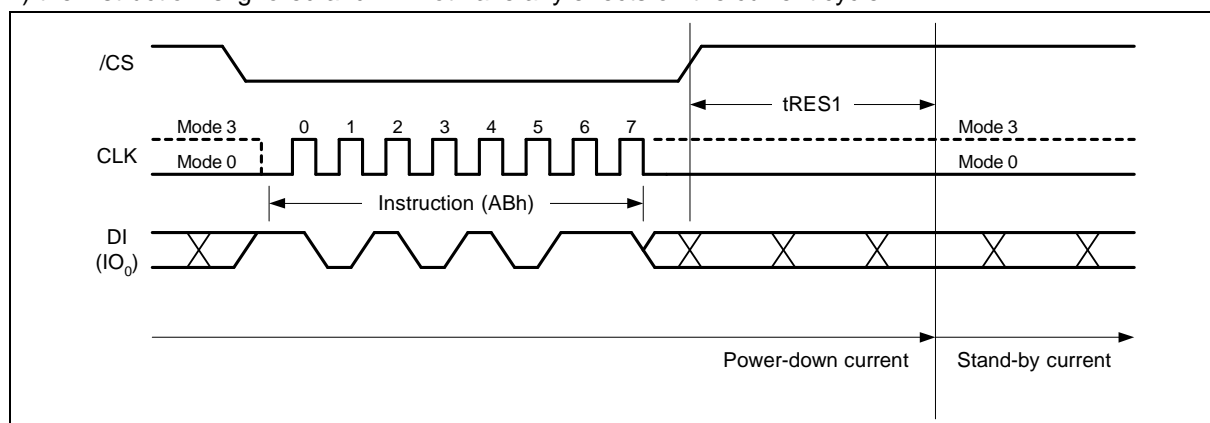 /CS
tRES1
Mode 3 0 1 2 3 4 5 6 7 Mode 3
CLK
Mode 0 Mode 0
Instruction (ABh)
DI
(IO0)
Power-down current Stand-by current